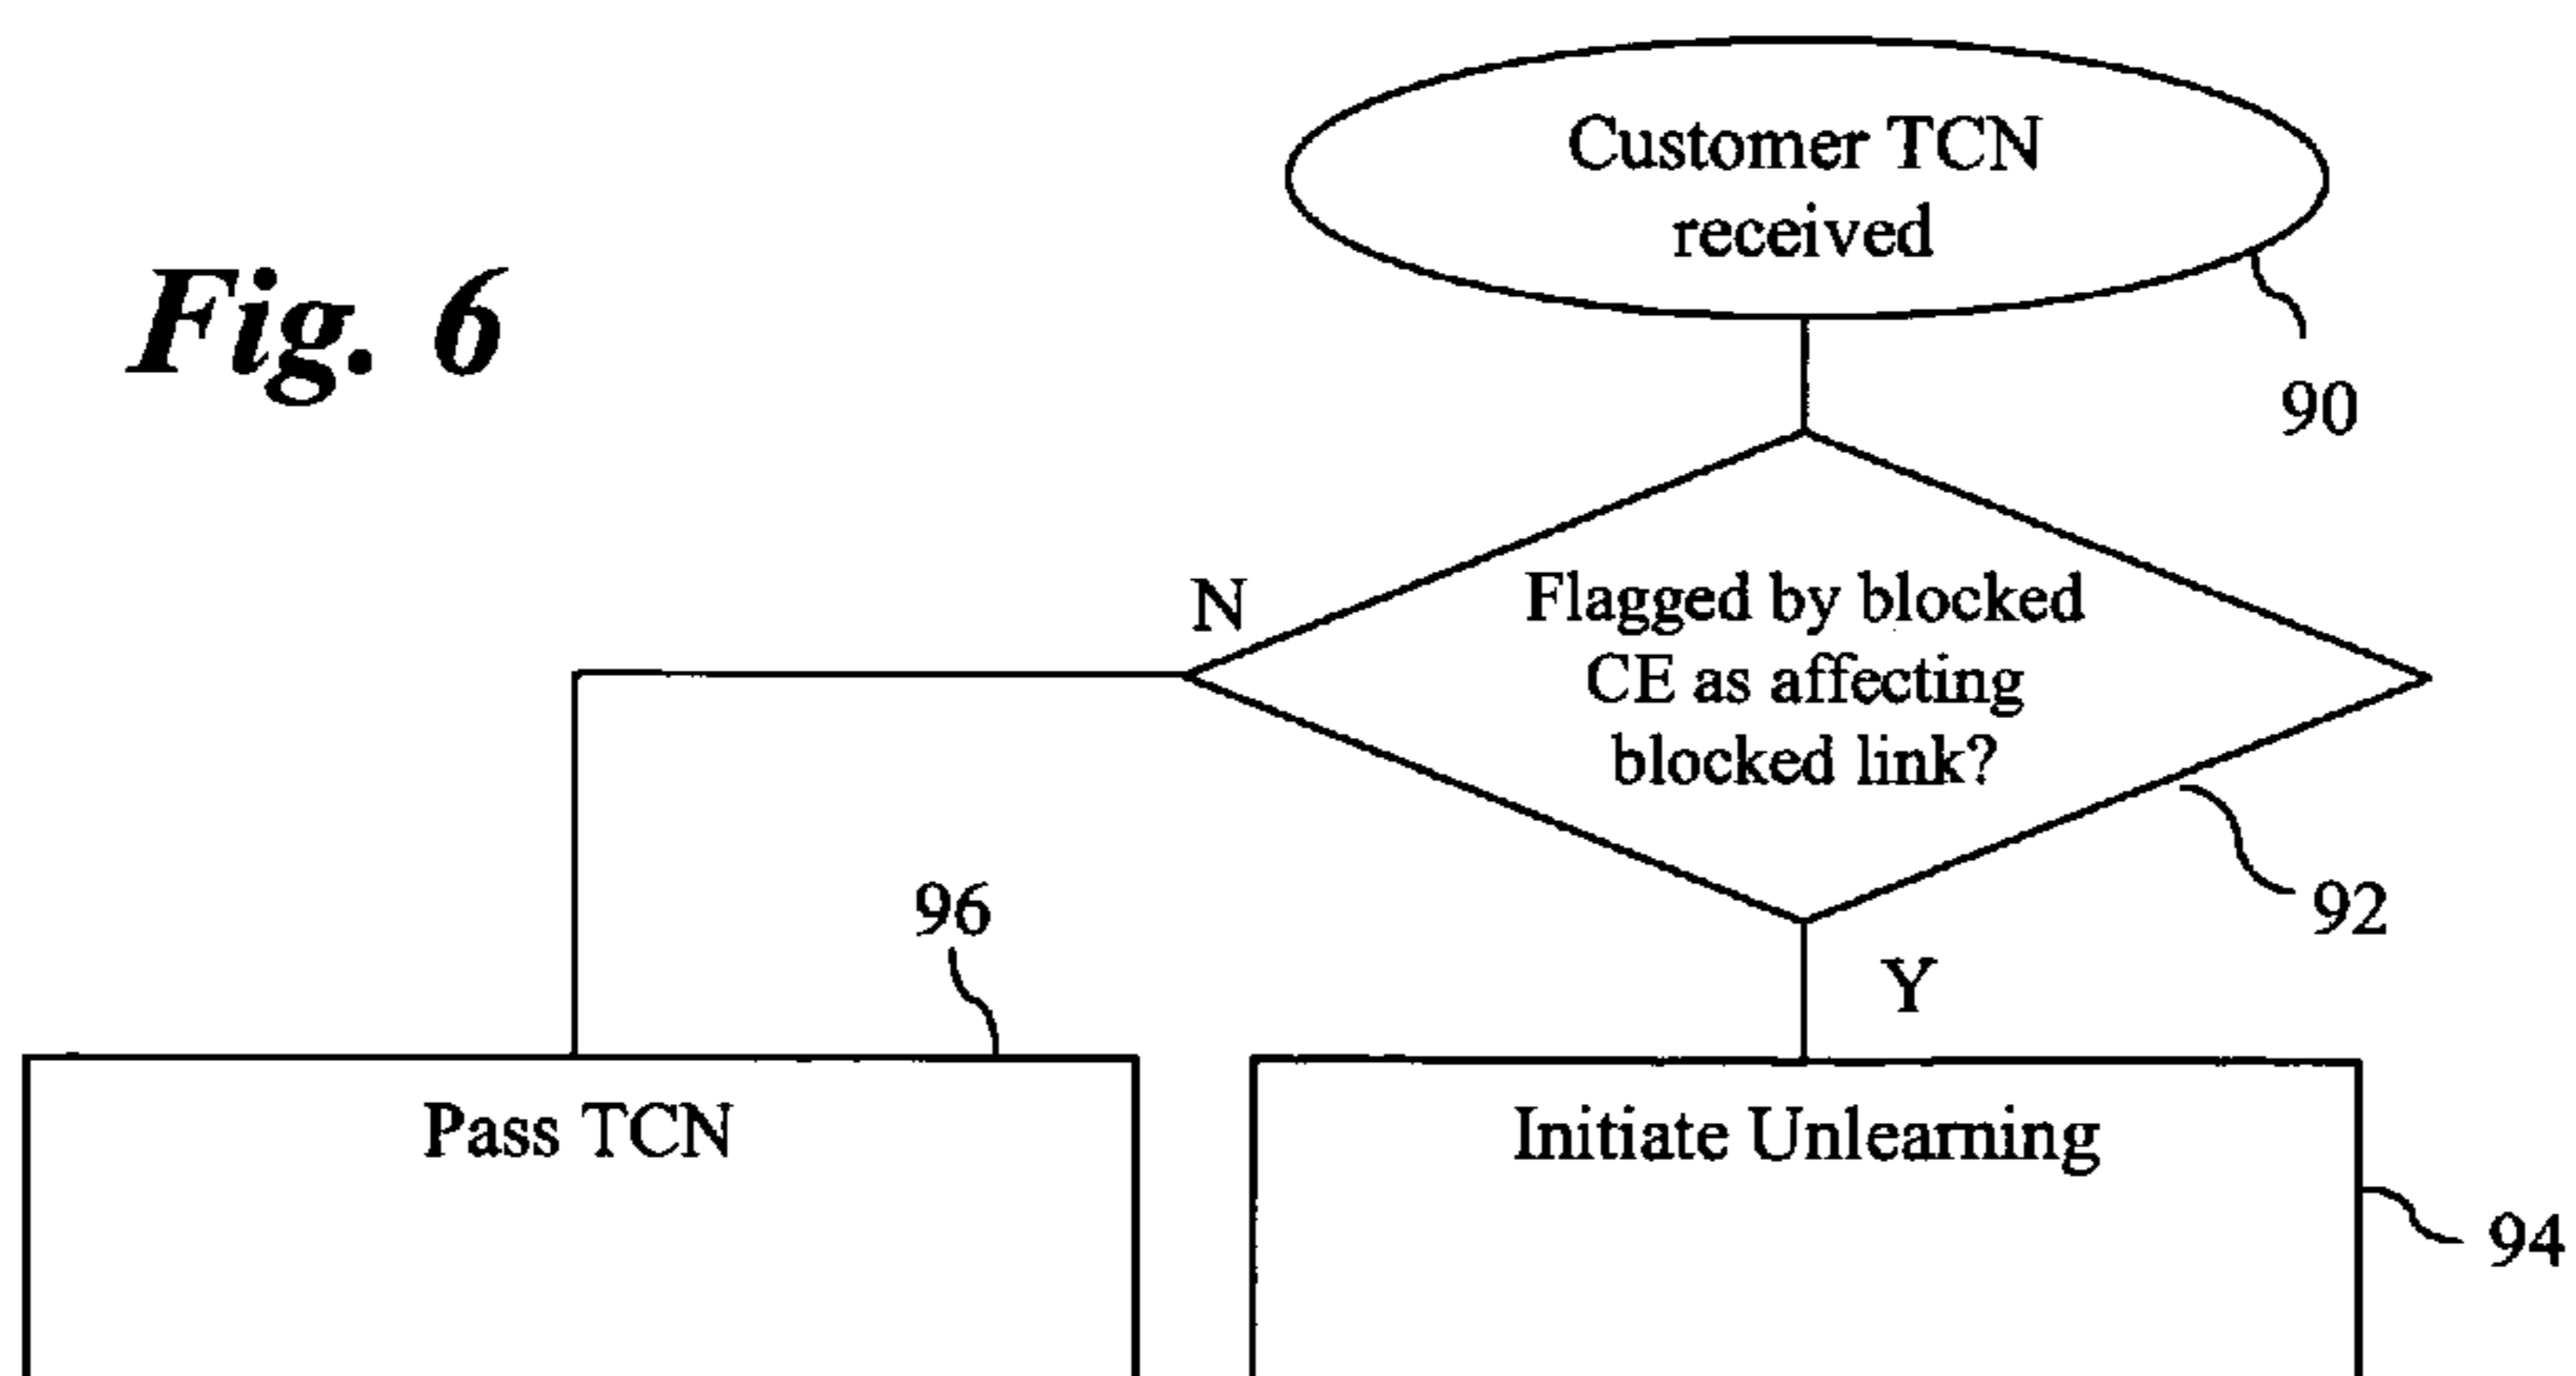 Fig. 6
Customer TCN
received
90
Flagged by blocked
CE as affecting
blocked link?
N
92
Y
96
Pass TCN
Initiate Unlearning
94